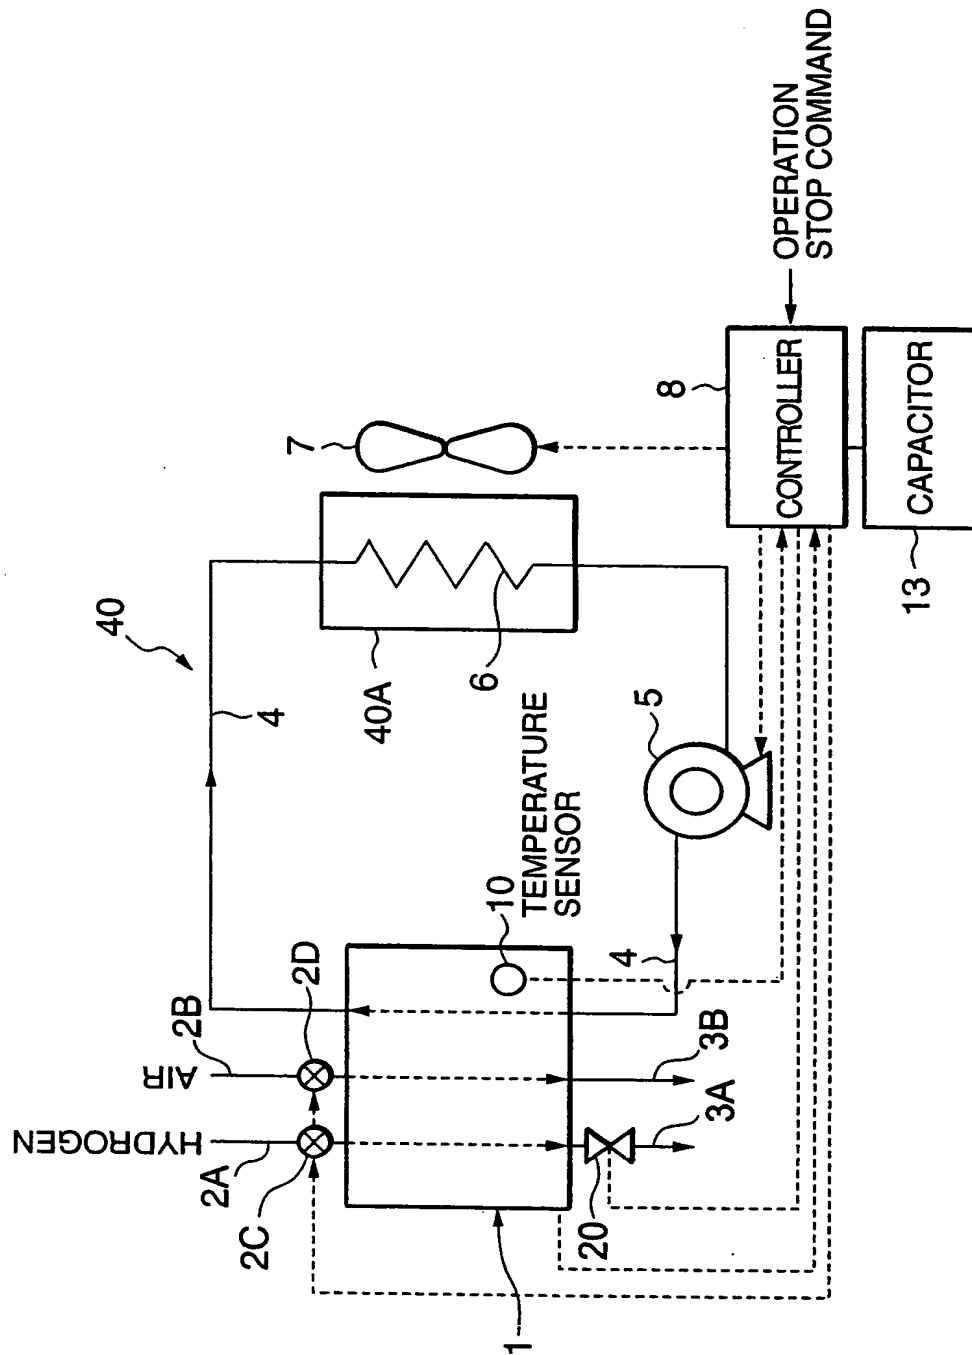 HYDROGEN
AIR
2A
2B
2C
2D
1
20
3A
3B
10
TEMPERATURE
SENSOR
4
4
40
40A
6
5
7
8
CONTROLLER
OPERATION
STOP COMMAND
13
CAPACITOR